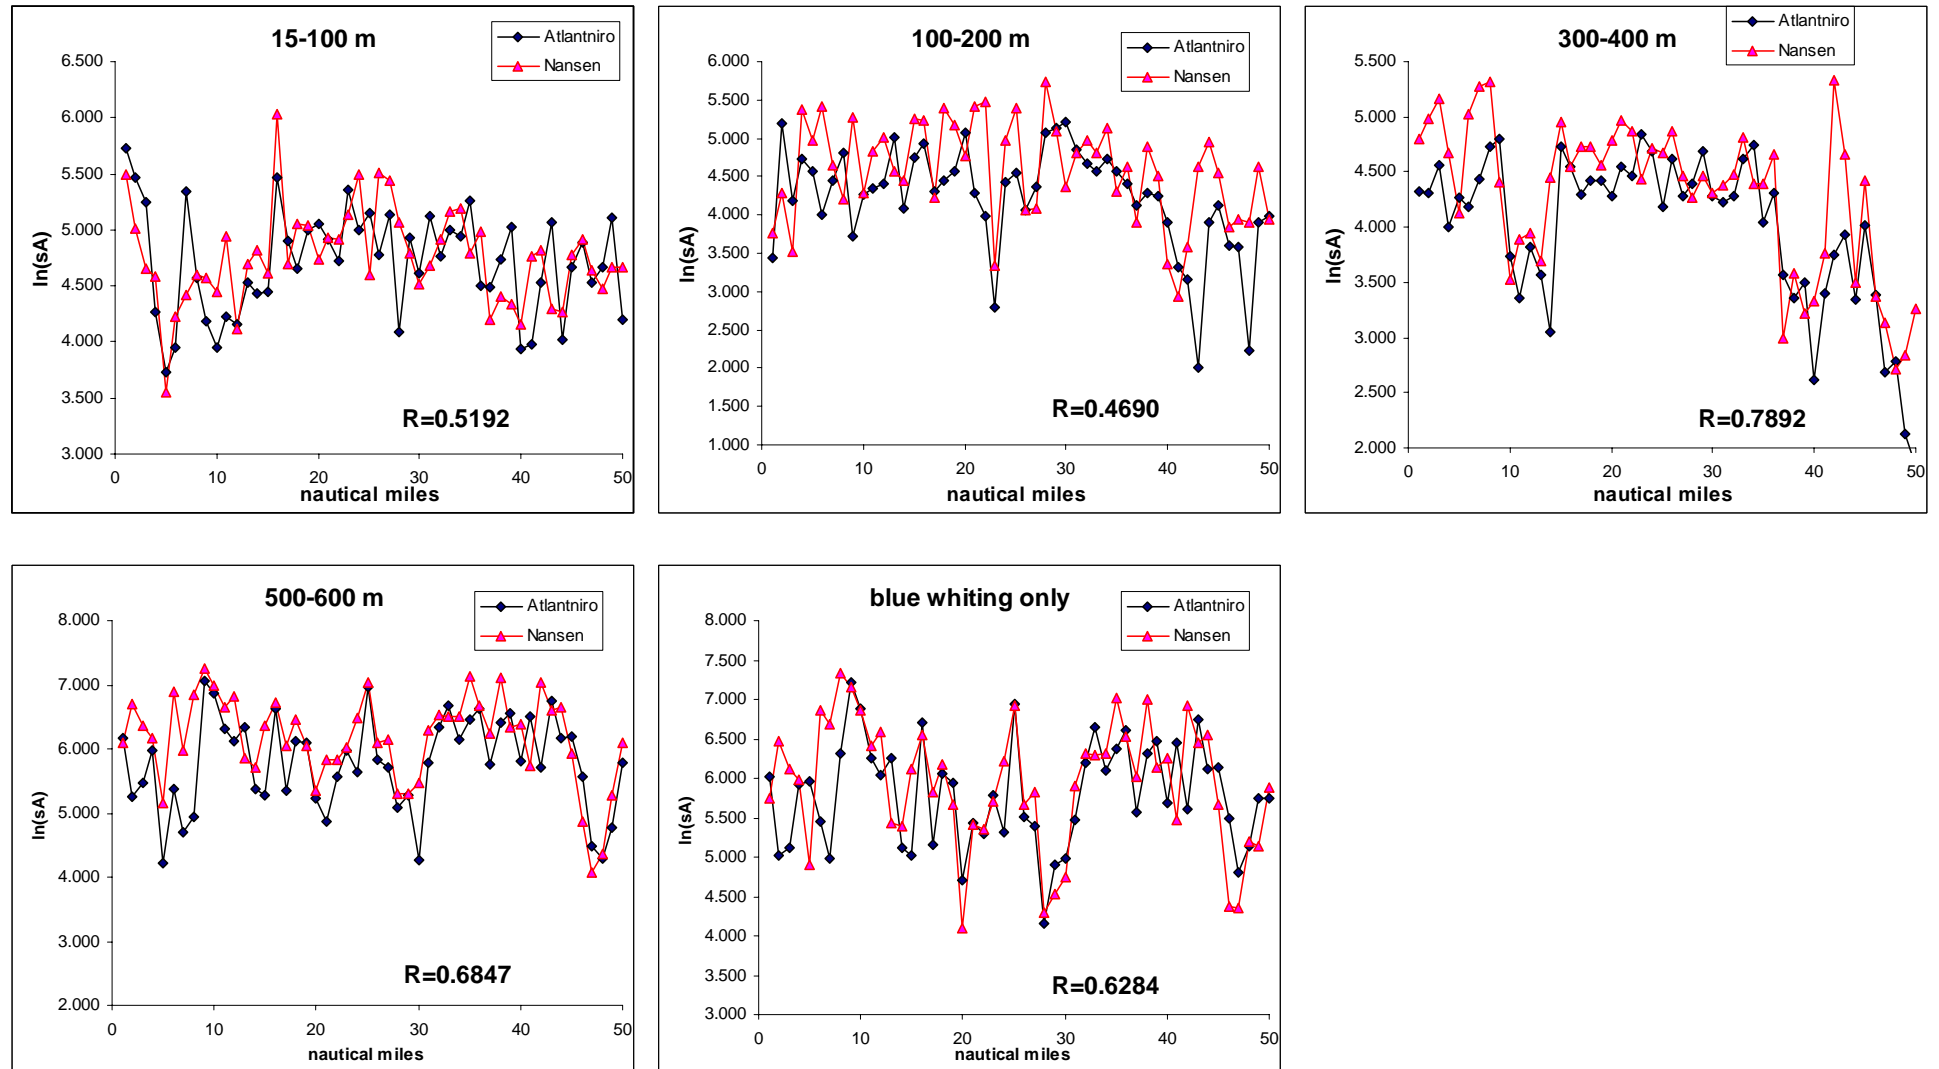 15-100 m
Atlantniro
Nansen
6.500
6.000
5.500
5.000
4.500
4.000
3.500
3.000
ln(sA)
R=0.5192
0 10 20 30 40 50
nautical miles
100-200 m
Atlantniro
Nansen
6.000
5.500
5.000
4.500
4.000
3.500
3.000
2.500
2.000
1.500
1.000
ln(sA)
R=0.4690
0 10 20 30 40 50
nautical miles
300-400 m
Atlantniro
Nansen
5.500
5.000
4.500
4.000
3.500
3.000
2.500
2.000
ln(sA)
R=0.7892
0 10 20 30 40 50
nautical miles
500-600 m
Atlantniro
Nansen
8.000
7.000
6.000
5.000
4.000
3.000
2.000
ln(sA)
R=0.6847
0 10 20 30 40 50
nautical miles
blue whiting only
Atlantniro
Nansen
8.000
7.500
7.000
6.500
6.000
5.500
5.000
4.500
4.000
3.500
3.000
ln(sA)
R=0.6284
0 10 20 30 40 50
nautical miles